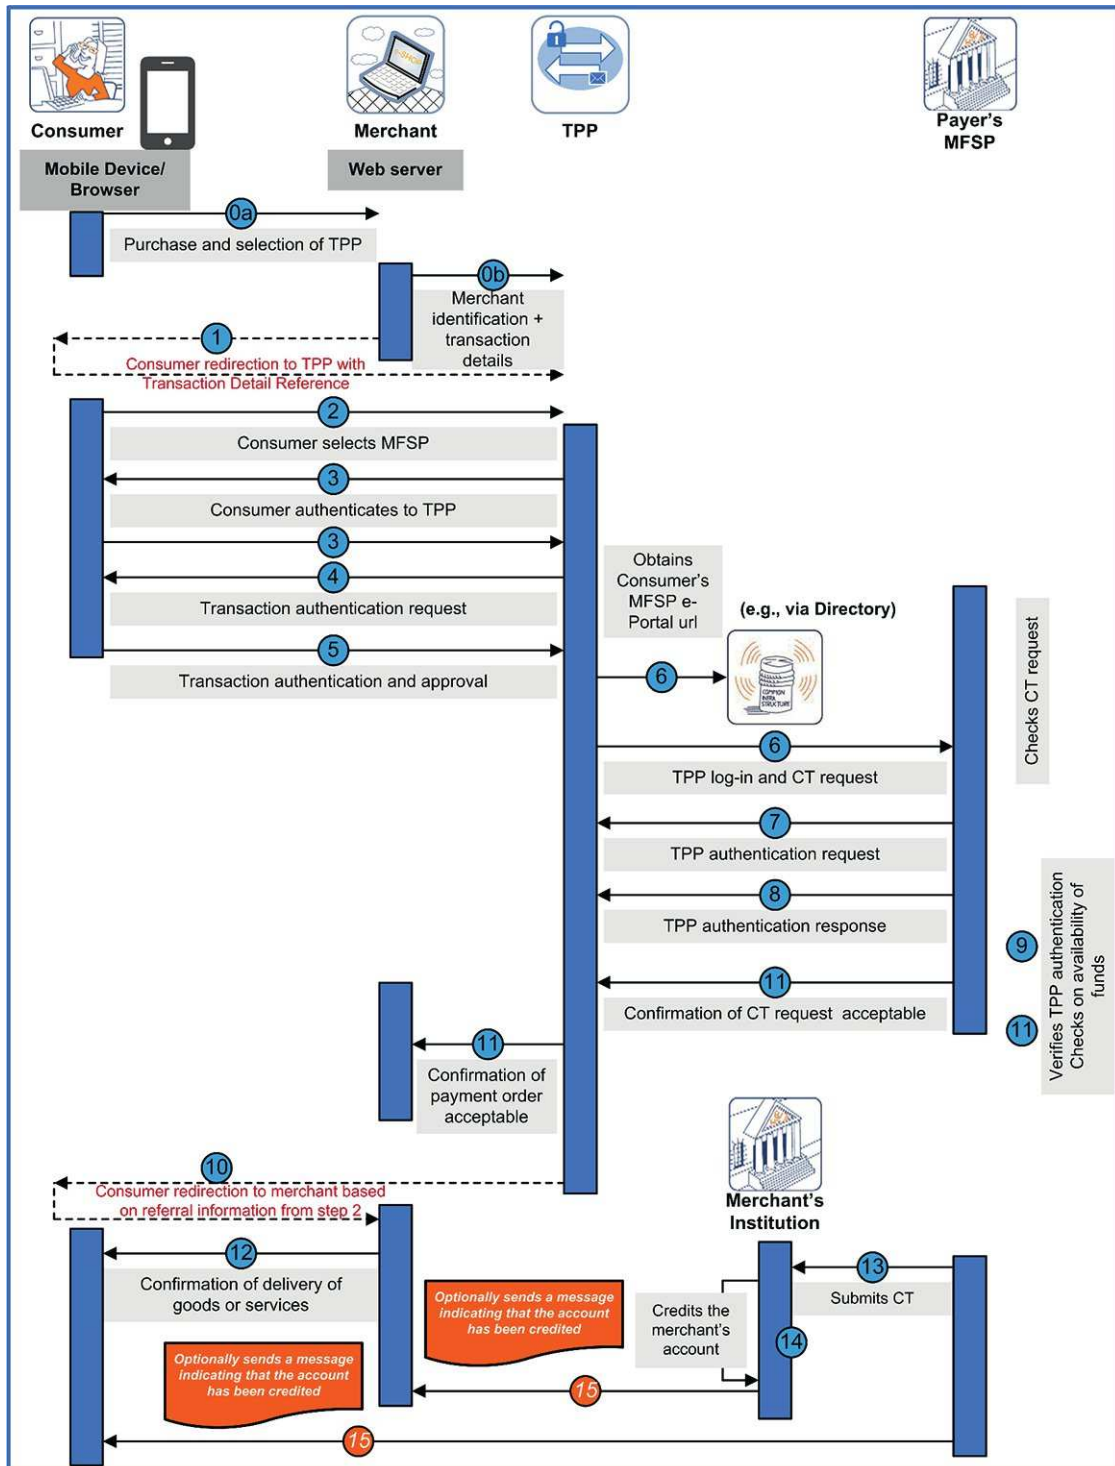 Consumer
Merchant
TPP
Payer's
MFSP
Mobile Device/
Browser
Web server
0a
Purchase and selection of TPP
0b
Merchant
identification +
transaction
details
1
Consumer redirection to TPP with
Transaction Detail Reference
2
Consumer selects MFSP
3
Consumer authenticates to TPP
3
4
Transaction authentication request
5
Transaction authentication and approval
Obtains
Consumer's
MFSP e-
Portal url
(e.g., via Directory)
6
COMMON
INFRA
STRUCTURE
Checks CT request
6
TPP log-in and CT request
7
TPP authentication request
8
TPP authentication response
9
Verifies TPP authentication
Checks on availability of
funds
11
11
Confirmation of CT request acceptable
11
Confirmation of
payment order
acceptable
10
Consumer redirection to merchant based
on referral information from step 2
Merchant's
Institution
12
Confirmation of delivery of
goods or services
13
Submits CT
Credits the
merchant's
account
14
Optionally sends a message
indicating that the account
has been credited
15
Optionally sends a message
indicating that the account
has been credited
15